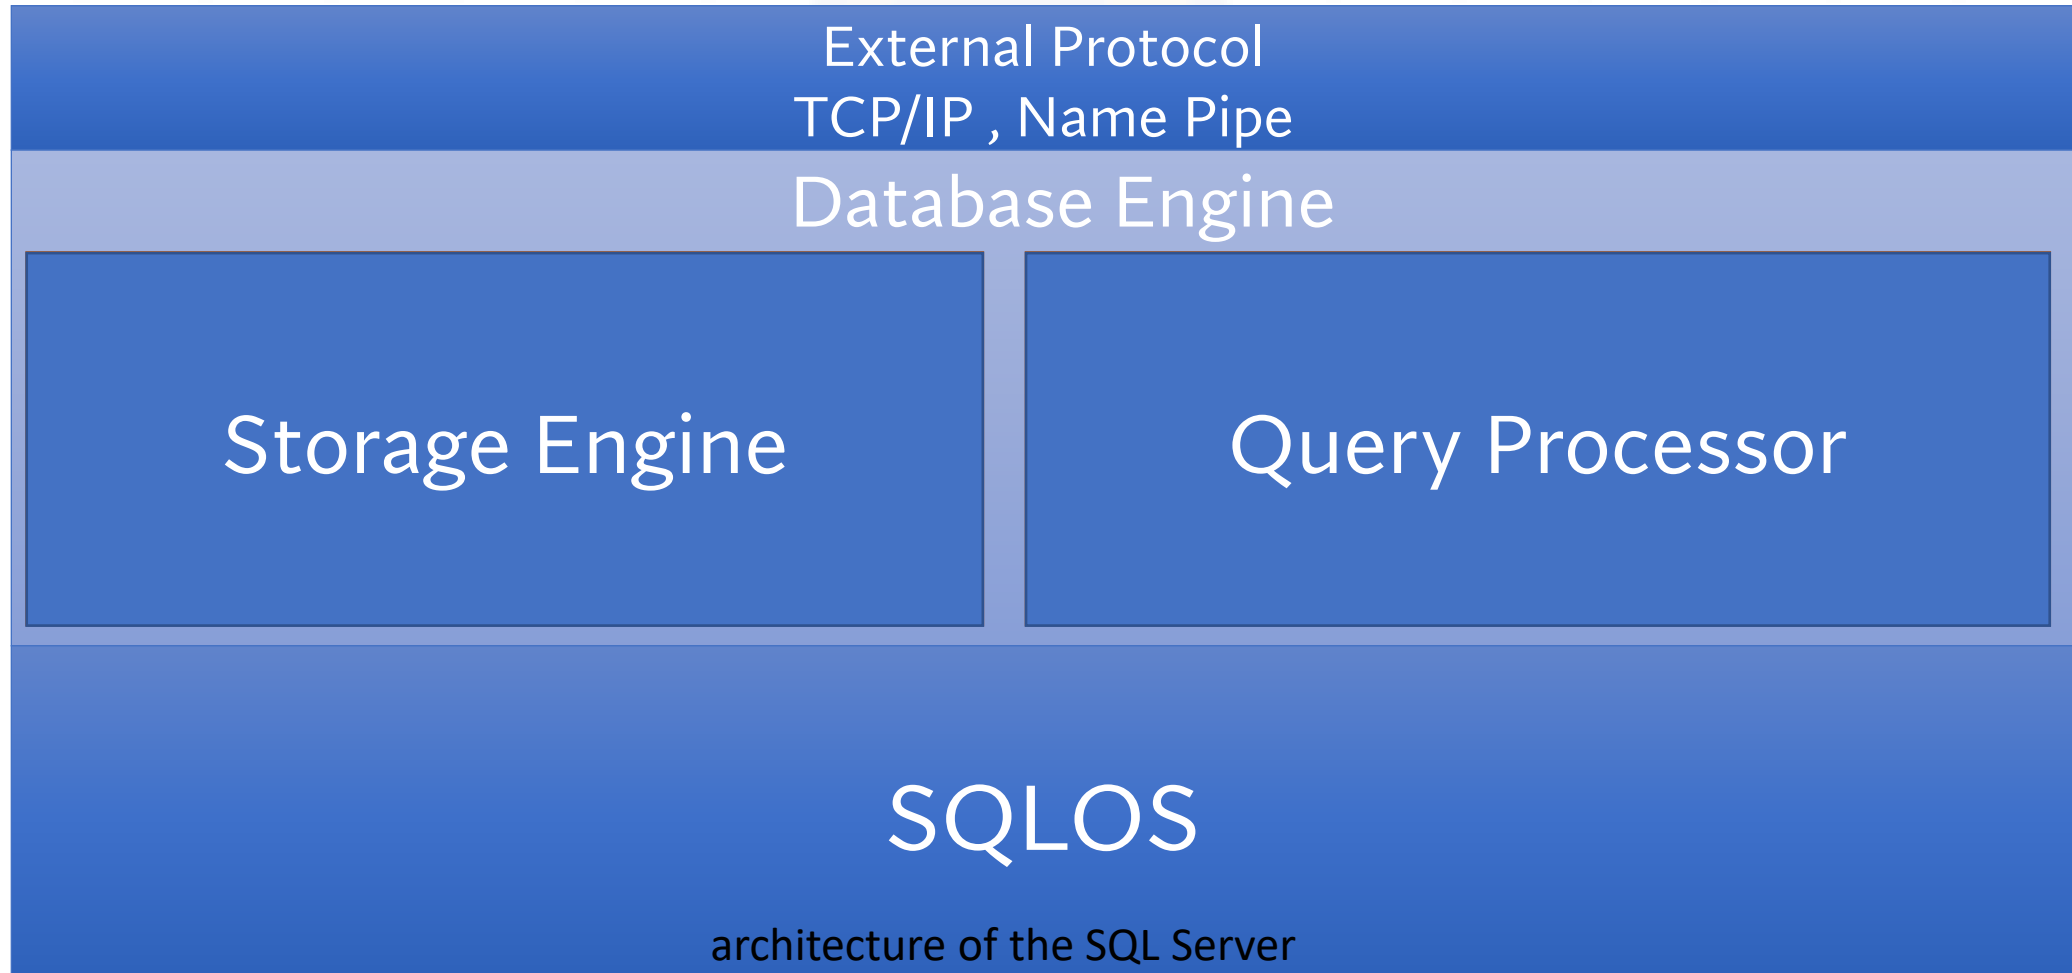 External Protocol
TCP/IP , Name Pipe
Database Engine
Storage Engine
Query Processor
SQLOS
architecture of the SQL Server